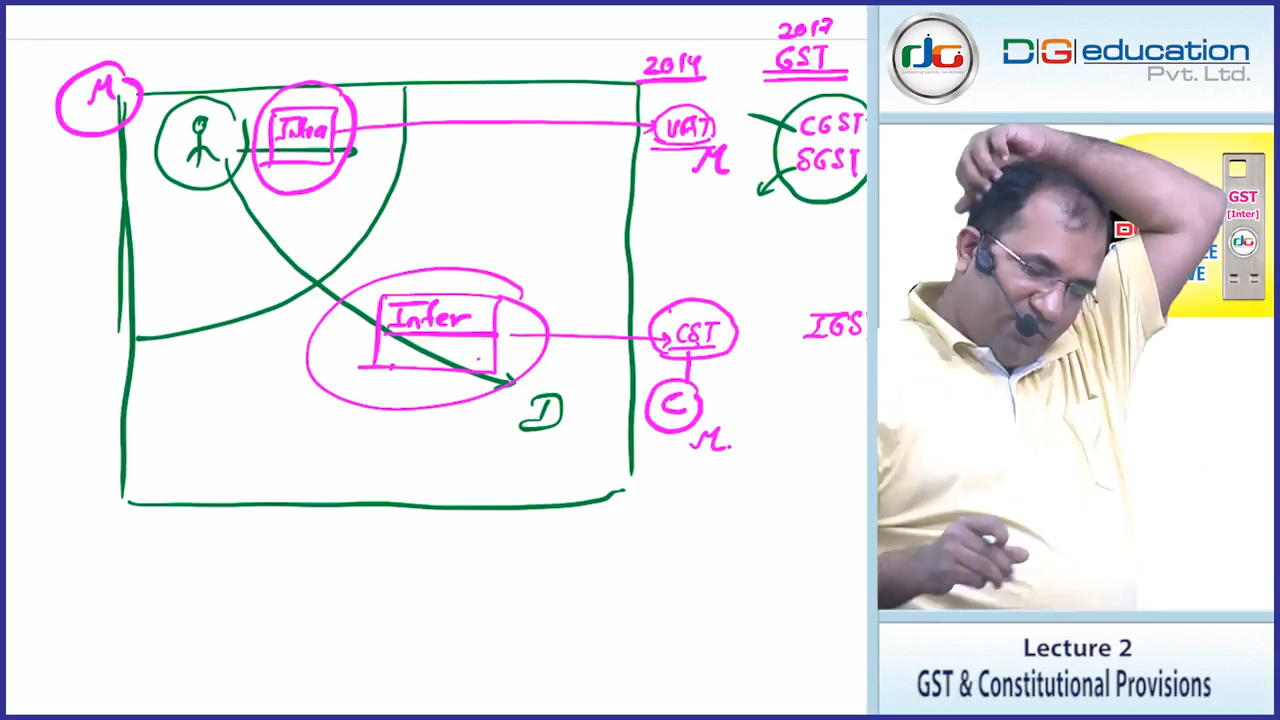 2017
2014 GST
M
Intra
VAT
M
CGST
SGST
Inter
CST
IGS
D
C
M.
DG education
Pvt. Ltd.
GST
[Inter]
Lecture 2
GST & Constitutional Provisions